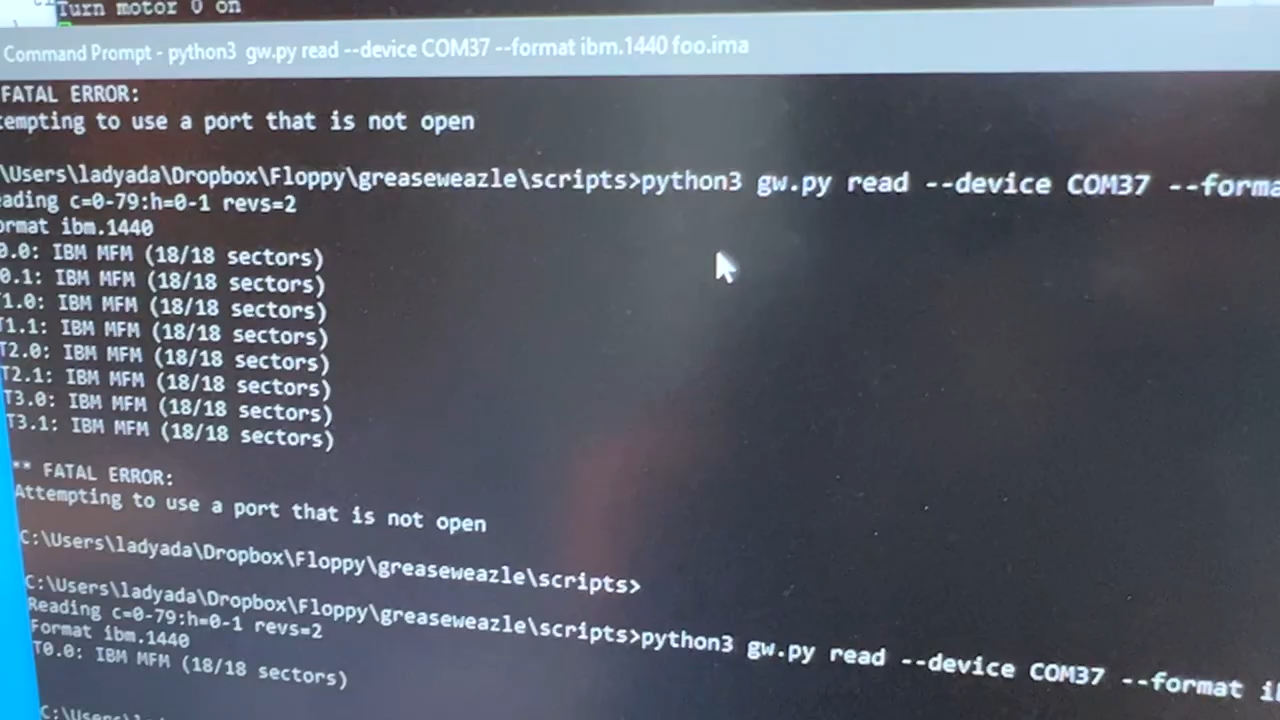 Turn motor 0 on
Command Prompt - python3 gw.py read --device COM37 --format ibm.1440 foo.ima
FATAL ERROR:
empting to use a port that is not open
\Users\ladyada\Dropbox\Floppy\greaseweazle\scripts>python3 gw.py read --device COM37 --forma
ading c=0-79:h=0-1 revs=2
ormat ibm.1440
0.0: IBM MFM (18/18 sectors)
0.1: IBM MFM (18/18 sectors)
T1.0: IBM MFM (18/18 sectors)
T1.1: IBM MFM (18/18 sectors)
T2.0: IBM MFM (18/18 sectors)
T2.1: IBM MFM (18/18 sectors)
T3.0: IBM MFM (18/18 sectors)
T3.1: IBM MFM (18/18 sectors)
** FATAL ERROR:
Attempting to use a port that is not open
C:\Users\ladyada\Dropbox\Floppy\greaseweazle\scripts>
C:\Users\ladyada\Dropbox\Floppy\greaseweazle\scripts>python3 gw.py read --device COM37 --format i
Reading c=0-79:h=0-1 revs=2
Format ibm.1440
T0.0: IBM MFM (18/18 sectors)